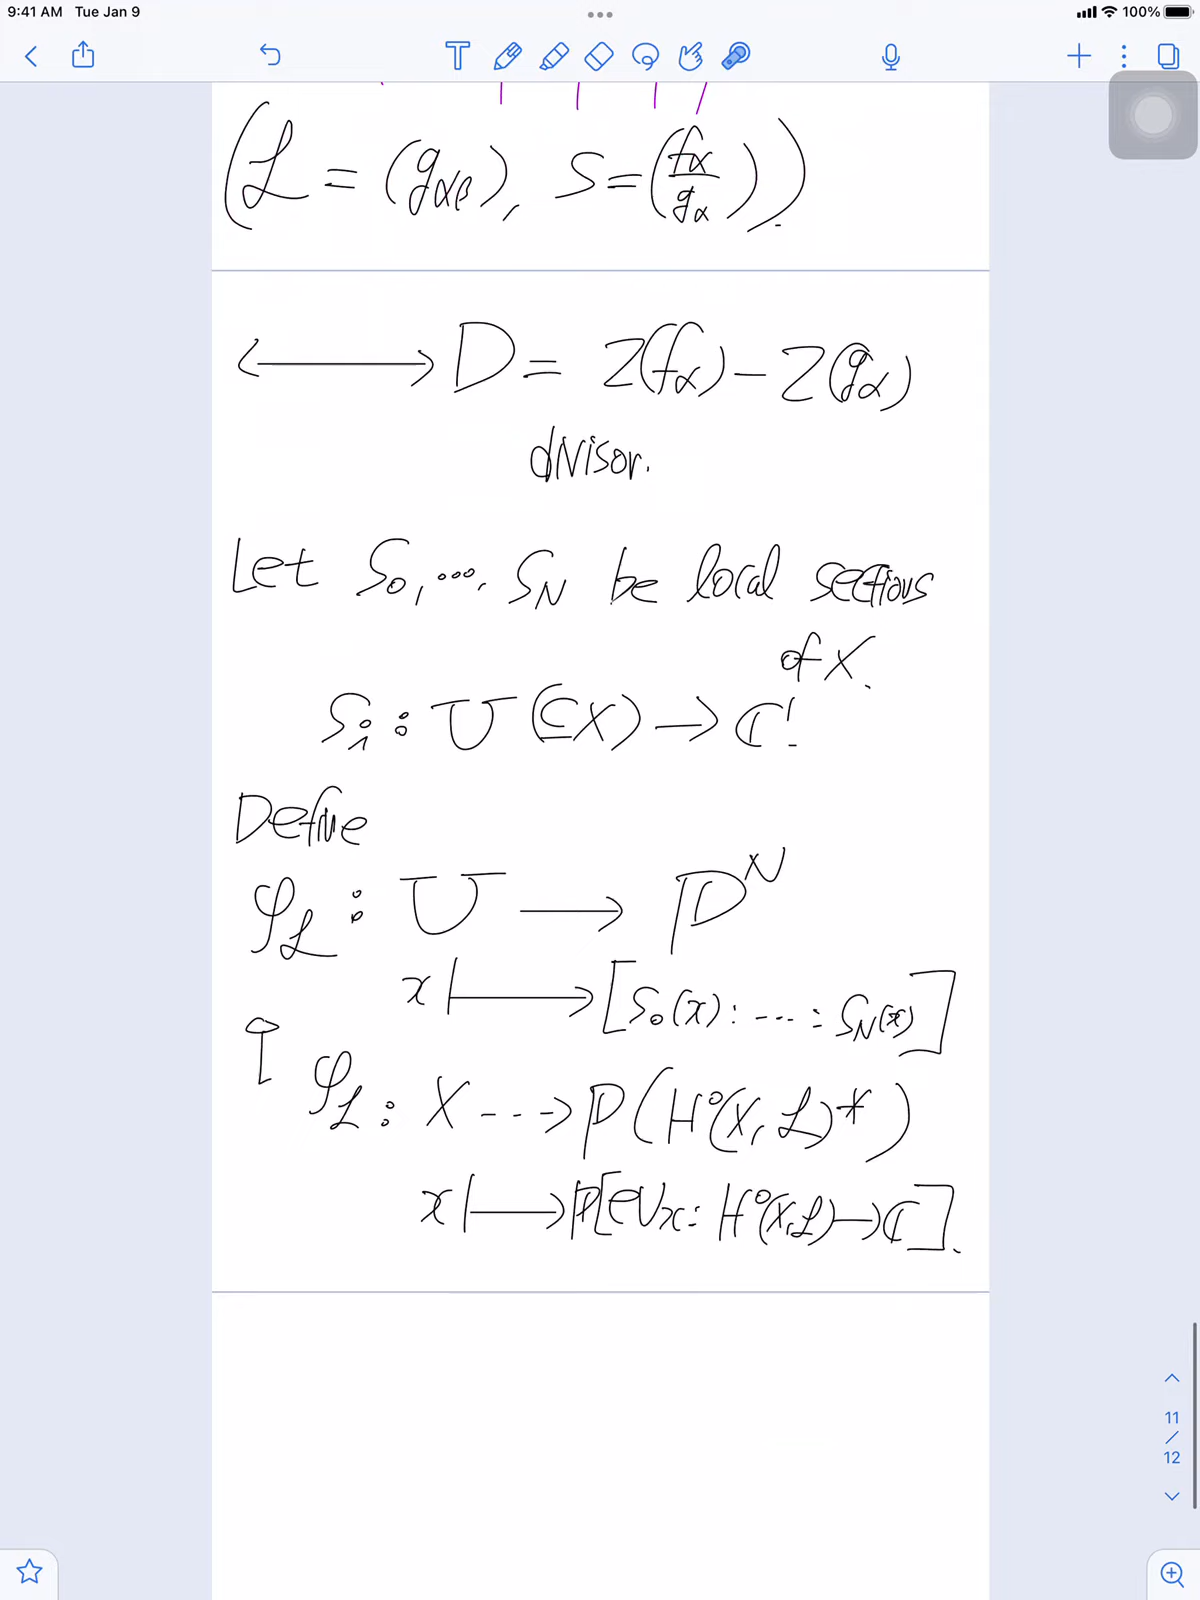 9:41 AM Tue Jan 9
100%
(ℒ = (g_{αβ}), S = (f_α/g_α)).
⟷ D = Z(f_α) − Z(g_α)
divisor.
Let S_0, ..., S_N be local sections
of X.
S_i : U (⊆ X) → ℂ!
Define
φ_ℒ : U → ℙ^N
x ↦ [S_0(x) : ... : S_N(x)]
φ_ℒ : X ⇢ ℙ(H^0(X, ℒ)*)
x ↦ ℙ[ev_x : H^0(X, ℒ) → ℂ].
11
/
12